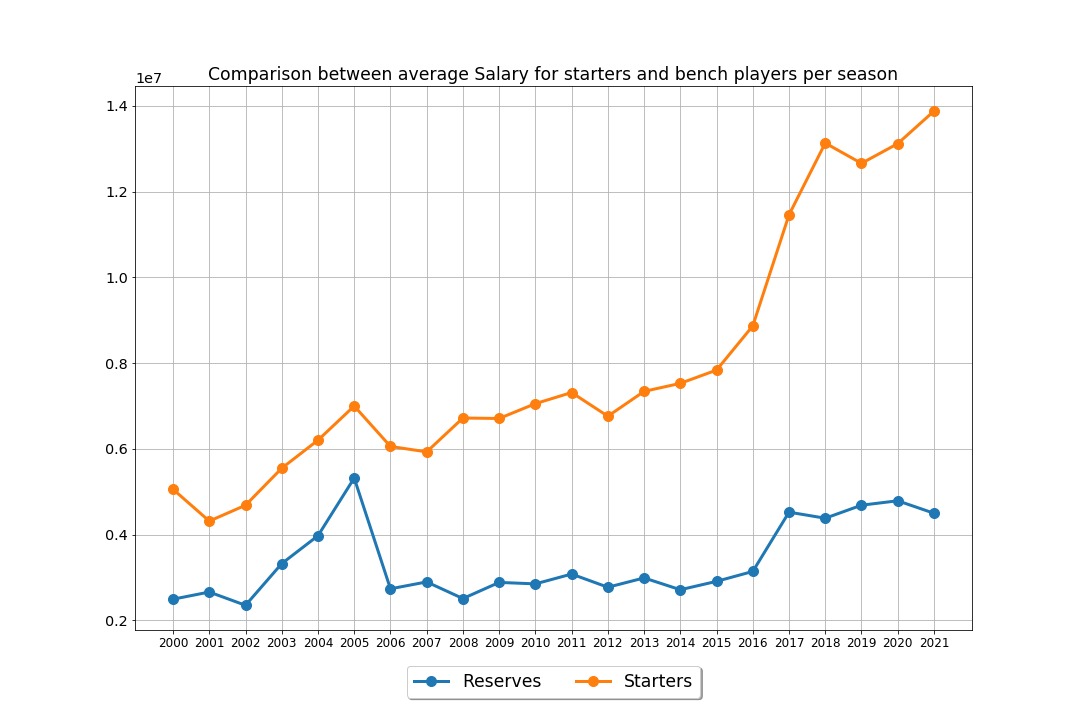 Comparison between average Salary for starters and bench players per season
1e7
1.4
1.2
1.0
0.8
0.6
0.4
0.2
2000 2001 2002 2003 2004 2005 2006 2007 2008 2009 2010 2011 2012 2013 2014 2015 2016 2017 2018 2019 2020 2021
Reserves Starters